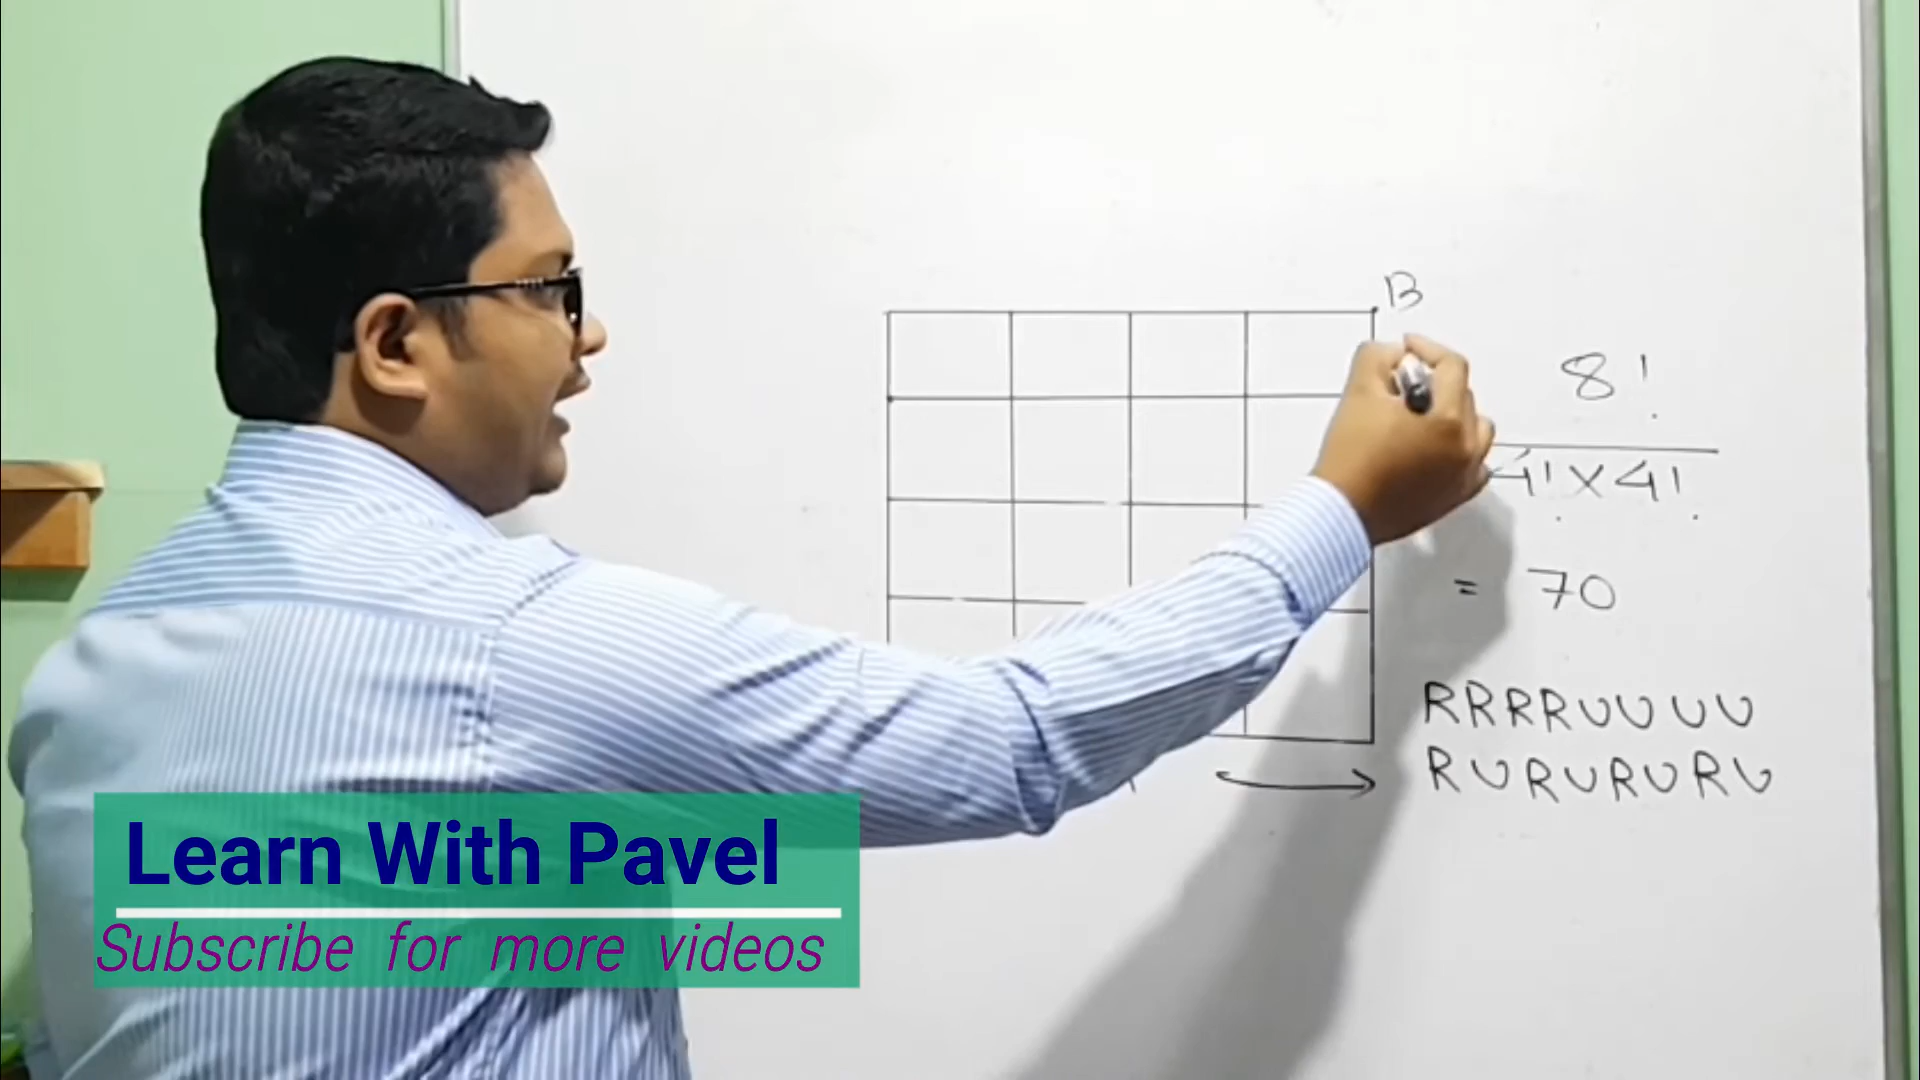 B
8!
4! × 4!
= 70
RRRRUUUU
RURURURU
Learn With Pavel
Subscribe for more videos